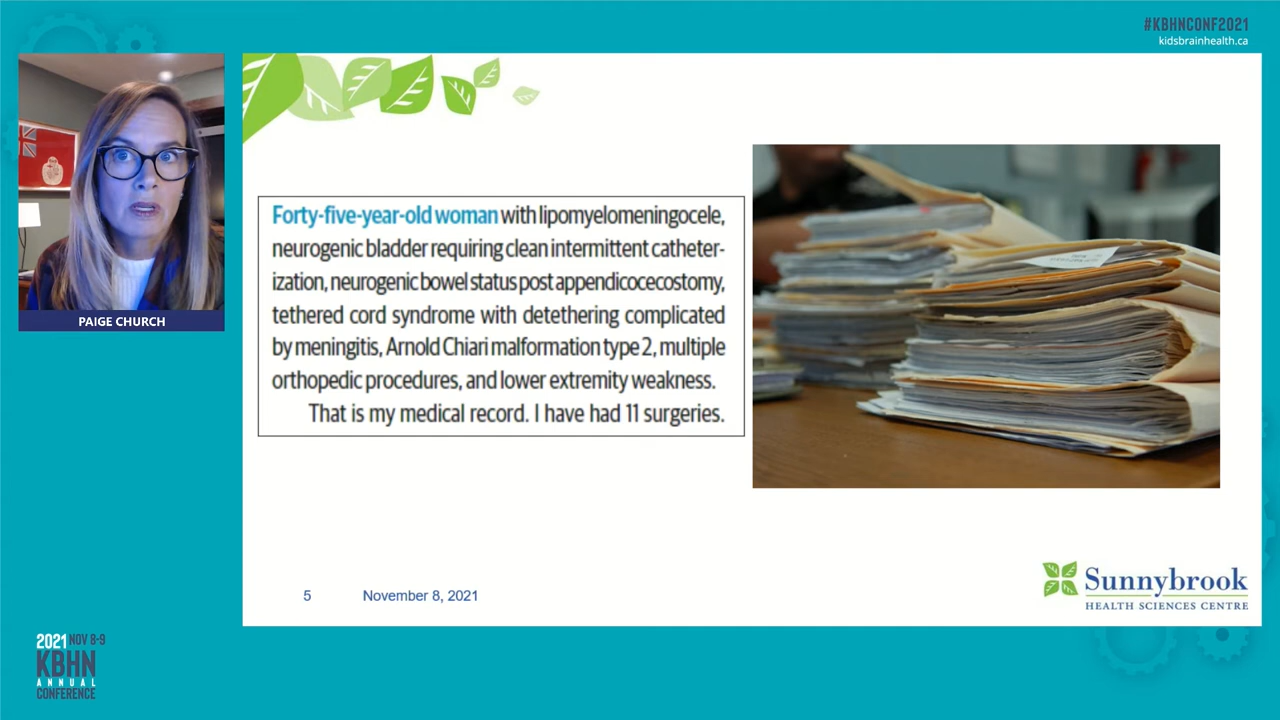 #KBHNCONF2021
kidsbrainhealth.ca
PAIGE CHURCH
Forty-five-year-old woman with lipomyelomeningocele,
neurogenic bladder requiring clean intermittent catheter-
ization, neurogenic bowel status post appendicocecostomy,
tethered cord syndrome with detethering complicated
by meningitis, Arnold Chiari malformation type 2, multiple
orthopedic procedures, and lower extremity weakness.
That is my medical record. I have had 11 surgeries.
5 November 8, 2021
Sunnybrook
HEALTH SCIENCES CENTRE
2021 NOV 8-9
KBHN
ANNUAL
CONFERENCE